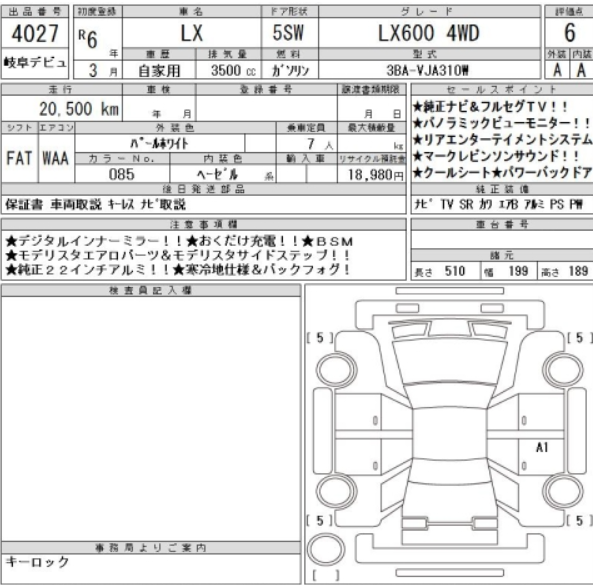 出品番号 初度登録 車名 ドア形状 グレード 評価点
4027 R6年 LX 5SW LX600 4WD 6
岐阜デビュ 車歴 排気量 燃料 型式 外装 内装
3月 自家用 3500 cc ガソリン 3BA-VJA310W A A
走行 車検 登録番号 譲渡書類期限 セールスポイント
20,500 km 年 月 月 日 ★純正ナビ&フルセグTV!!
シフト エアコン 外装色 乗車定員 最大積載量 ★パノラミックビューモニター!!
FAT WAA パールホワイト 7人 kg ★リアエンターテイメントシステム
カラーNo. 内装色 輸入車 リサイクル預託金 ★マークレビンソンサウンド!!
085 ヘーゼル 系 18,980円 ★クールシート★パワーバックドア
後日発送部品 純正装備
保証書 車両取説 キーレス ナビ取説 ナビ TV SR カワ エアB アルミ PS PW
注意事項欄 車台番号
★デジタルインナーミラー!!★おくだけ充電!!★BSM
★モデリスタエアロパーツ&モデリスタサイドステップ!! 諸元
★純正22インチアルミ!!★寒冷地仕様&バックフォグ! 長さ 510 幅 199 高さ 189
検査員記入欄
[ 5 ] [ 5 ]
A1
[ 5 ] [ 5 ]
事務局よりご案内
キーロック
[ ]